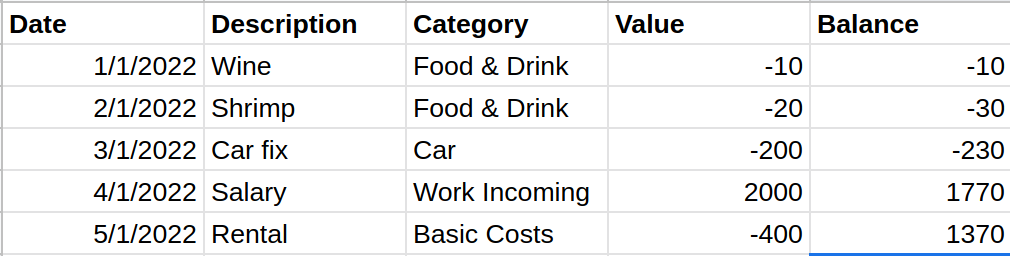 Date Description Category Value Balance
1/1/2022 Wine Food & Drink -10 -10
2/1/2022 Shrimp Food & Drink -20 -30
3/1/2022 Car fix Car -200 -230
4/1/2022 Salary Work Incoming 2000 1770
5/1/2022 Rental Basic Costs -400 1370